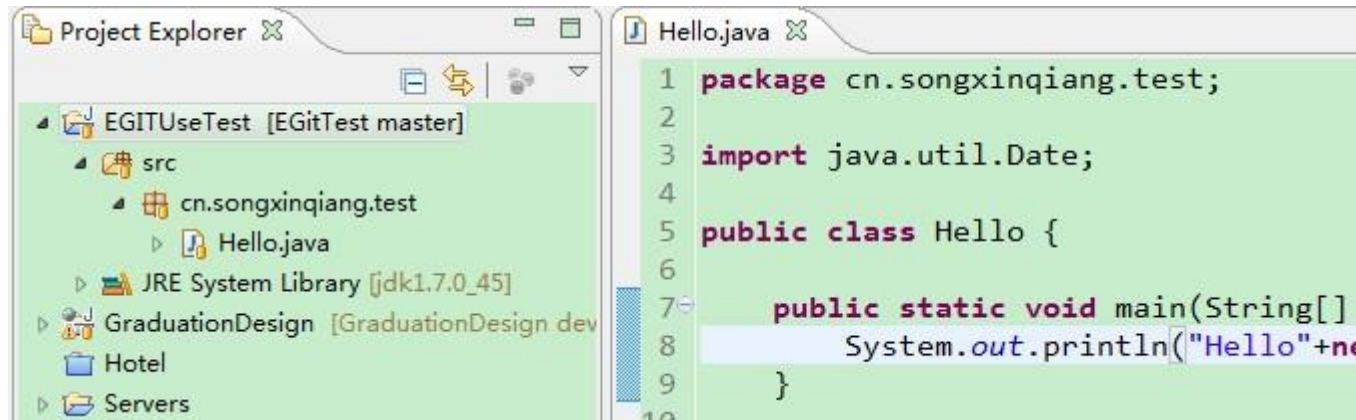 Project Explorer
EGITUseTest [EGitTest master]
src
cn.songxinqiang.test
Hello.java
JRE System Library [jdk1.7.0_45]
GraduationDesign [GraduationDesign dev
Hotel
Servers
Hello.java
1 package cn.songxinqiang.test;
2
3 import java.util.Date;
4
5 public class Hello {
6
7 public static void main(String[]
8 System.out.println("Hello"+ne
9 }
10